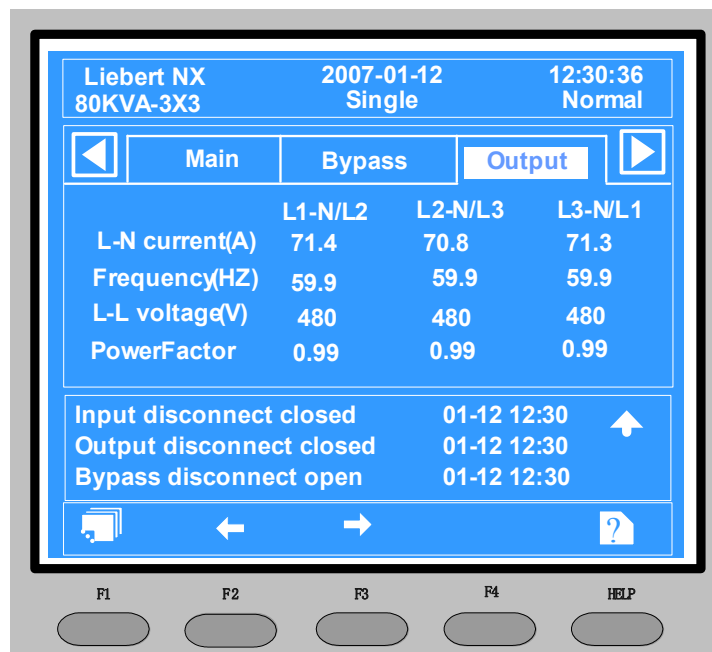 Liebert NX 2007-01-12 12:30:36
80KVA-3X3 Single Normal
Main Bypass Output
L1-N/L2 L2-N/L3 L3-N/L1
L-N current(A) 71.4 70.8 71.3
Frequency(HZ) 59.9 59.9 59.9
L-L voltage(V) 480 480 480
PowerFactor 0.99 0.99 0.99
Input disconnect closed 01-12 12:30
Output disconnect closed 01-12 12:30
Bypass disconnect open 01-12 12:30
?
F1 F2 F3 F4 HELP